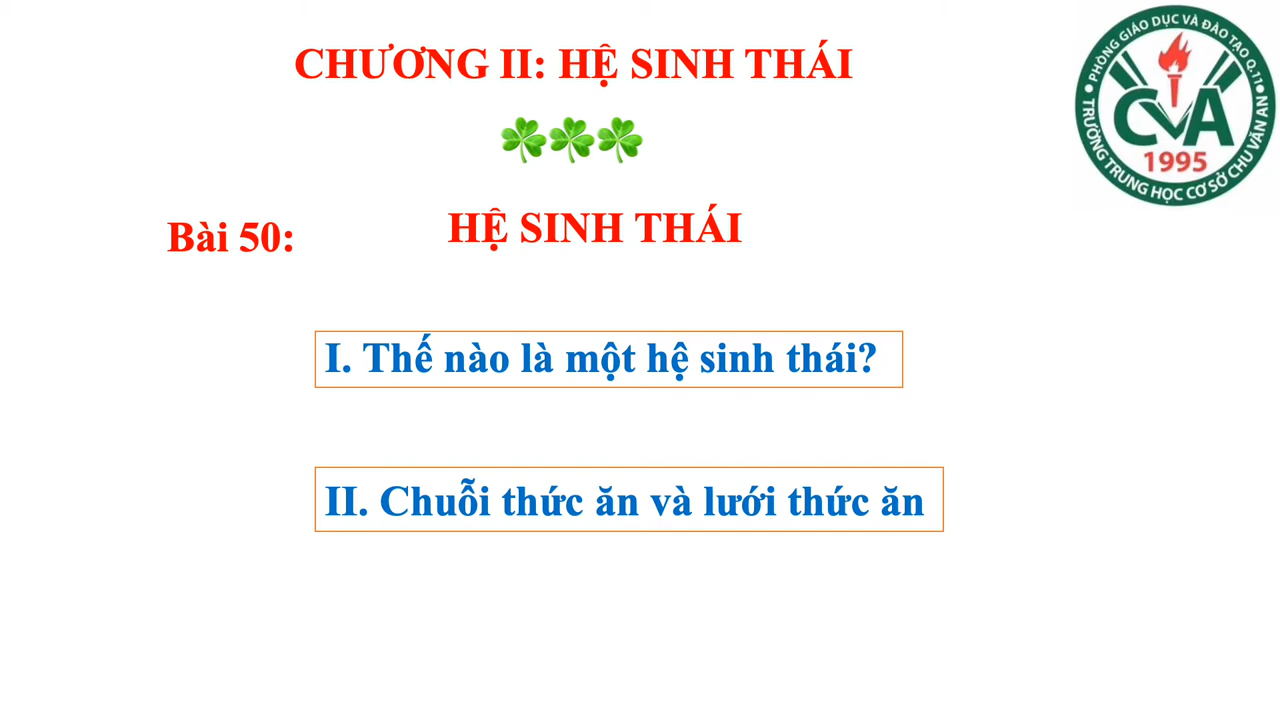 CHƯƠNG II: HỆ SINH THÁI
PHÒNG GIÁO DỤC VÀ ĐÀO TẠO Q.11
TRƯỜNG TRUNG HỌC CƠ SỞ CHU VĂN AN
CVA
1995
Bài 50:
HỆ SINH THÁI
I. Thế nào là một hệ sinh thái?
II. Chuỗi thức ăn và lưới thức ăn